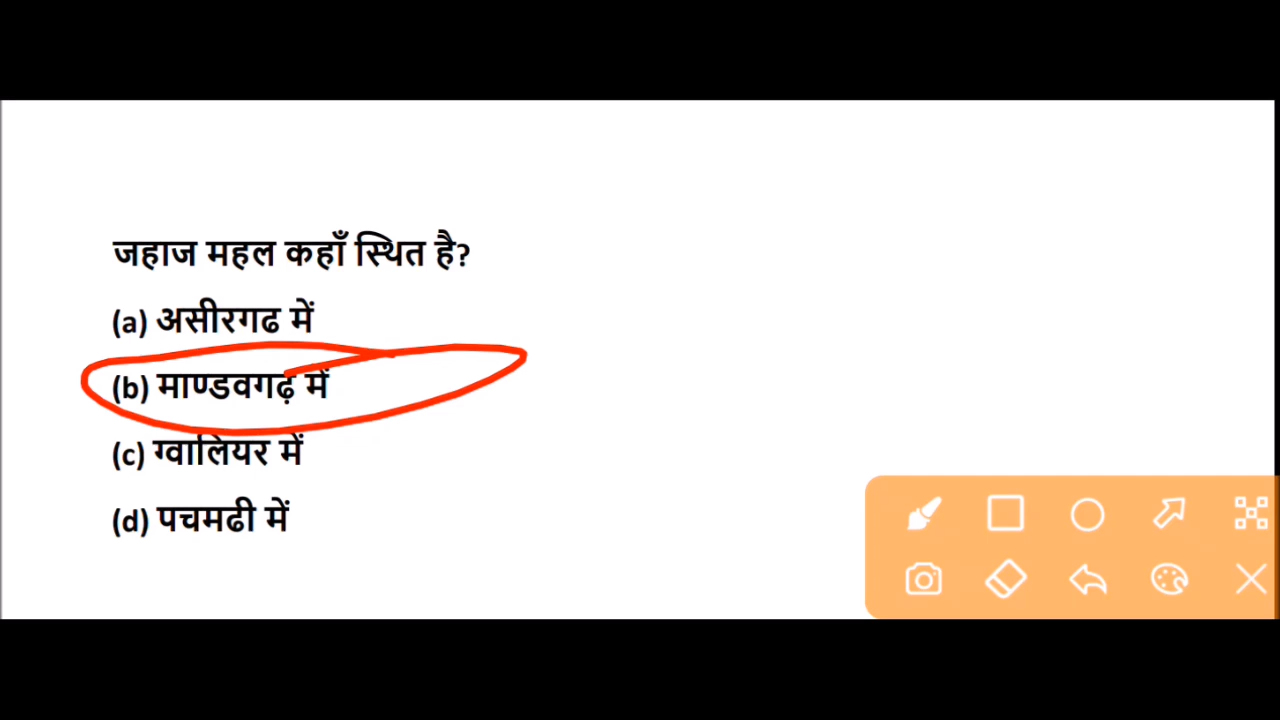 जहाज महल कहाँ स्थित है?
(a) असीरगढ में
(b) माण्डवगढ़ में
(c) ग्वालियर में
(d) पचमढी में